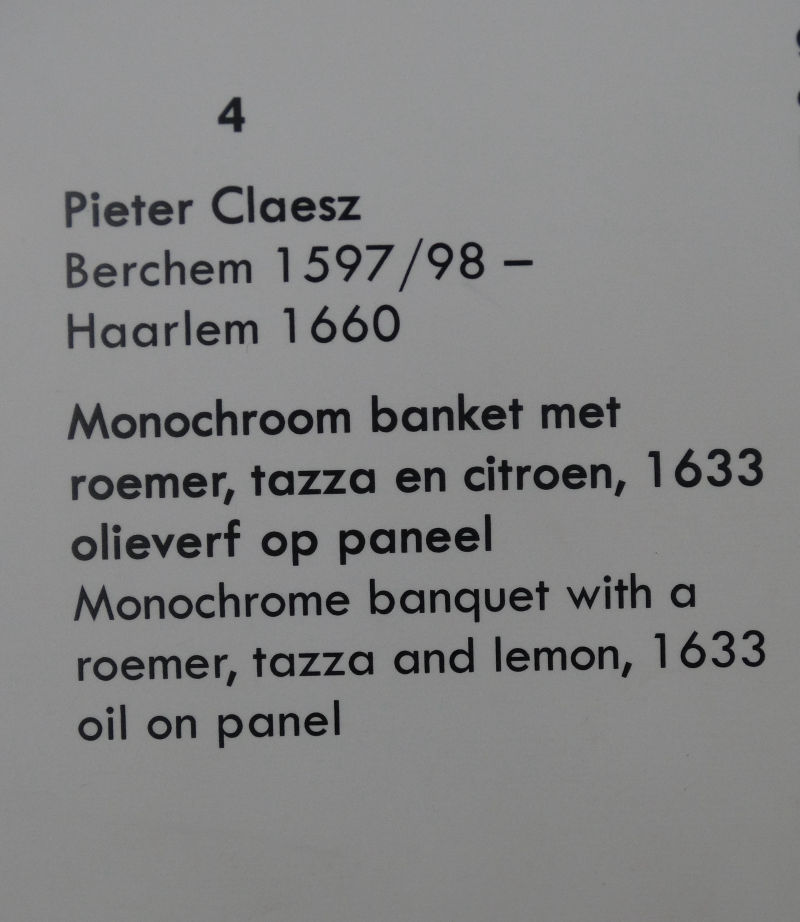 4
Pieter Claesz
Berchem 1597/98 –
Haarlem 1660
Monochroom banket met
roemer, tazza en citroen, 1633
olieverf op paneel
Monochrome banquet with a
roemer, tazza and lemon, 1633
oil on panel